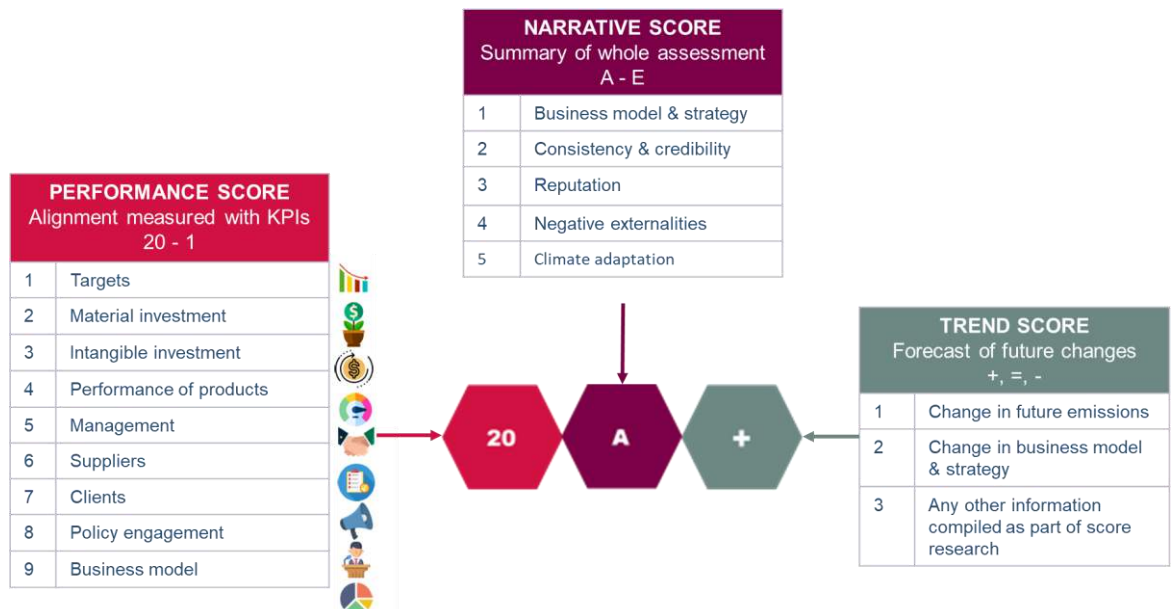 NARRATIVE SCORE
Summary of whole assessment
A - E
1 Business model & strategy
2 Consistency & credibility
3 Reputation
4 Negative externalities
5 Climate adaptation
PERFORMANCE SCORE
Alignment measured with KPIs
20 - 1
1 Targets
2 Material investment
3 Intangible investment
4 Performance of products
5 Management
6 Suppliers
7 Clients
8 Policy engagement
9 Business model
20
A
+
TREND SCORE
Forecast of future changes
+, =, -
1 Change in future emissions
2 Change in business model
& strategy
3 Any other information
compiled as part of score
research